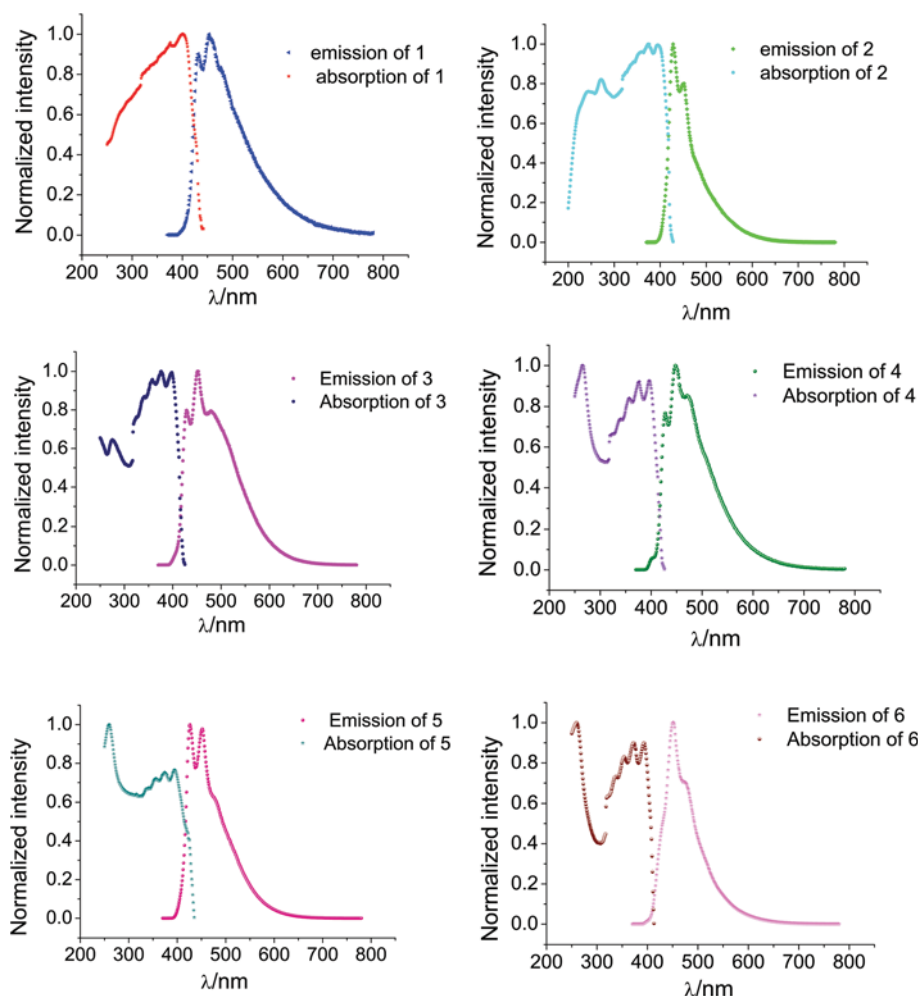 Normalized intensity
1.0
0.8
0.6
0.4
0.2
0.0
200 300 400 500 600 700 800
λ/nm
emission of 1
absorption of 1
Normalized intensity
1.0
0.8
0.6
0.4
0.2
0.0
200 300 400 500 600 700 800
λ/nm
emission of 2
absorption of 2
Normalized intensity
1.0
0.8
0.6
0.4
0.2
0.0
200 300 400 500 600 700 800
λ/nm
Emission of 3
Absorption of 3
Normalized intensity
1.0
0.8
0.6
0.4
0.2
0.0
200 300 400 500 600 700 800
λ/nm
Emission of 4
Absorption of 4
Normalized intensity
1.0
0.8
0.6
0.4
0.2
0.0
200 300 400 500 600 700 800
λ/nm
Emission of 5
Absorption of 5
Normalized intensity
1.0
0.8
0.6
0.4
0.2
0.0
200 300 400 500 600 700 800
λ/nm
Emission of 6
Absorption of 6